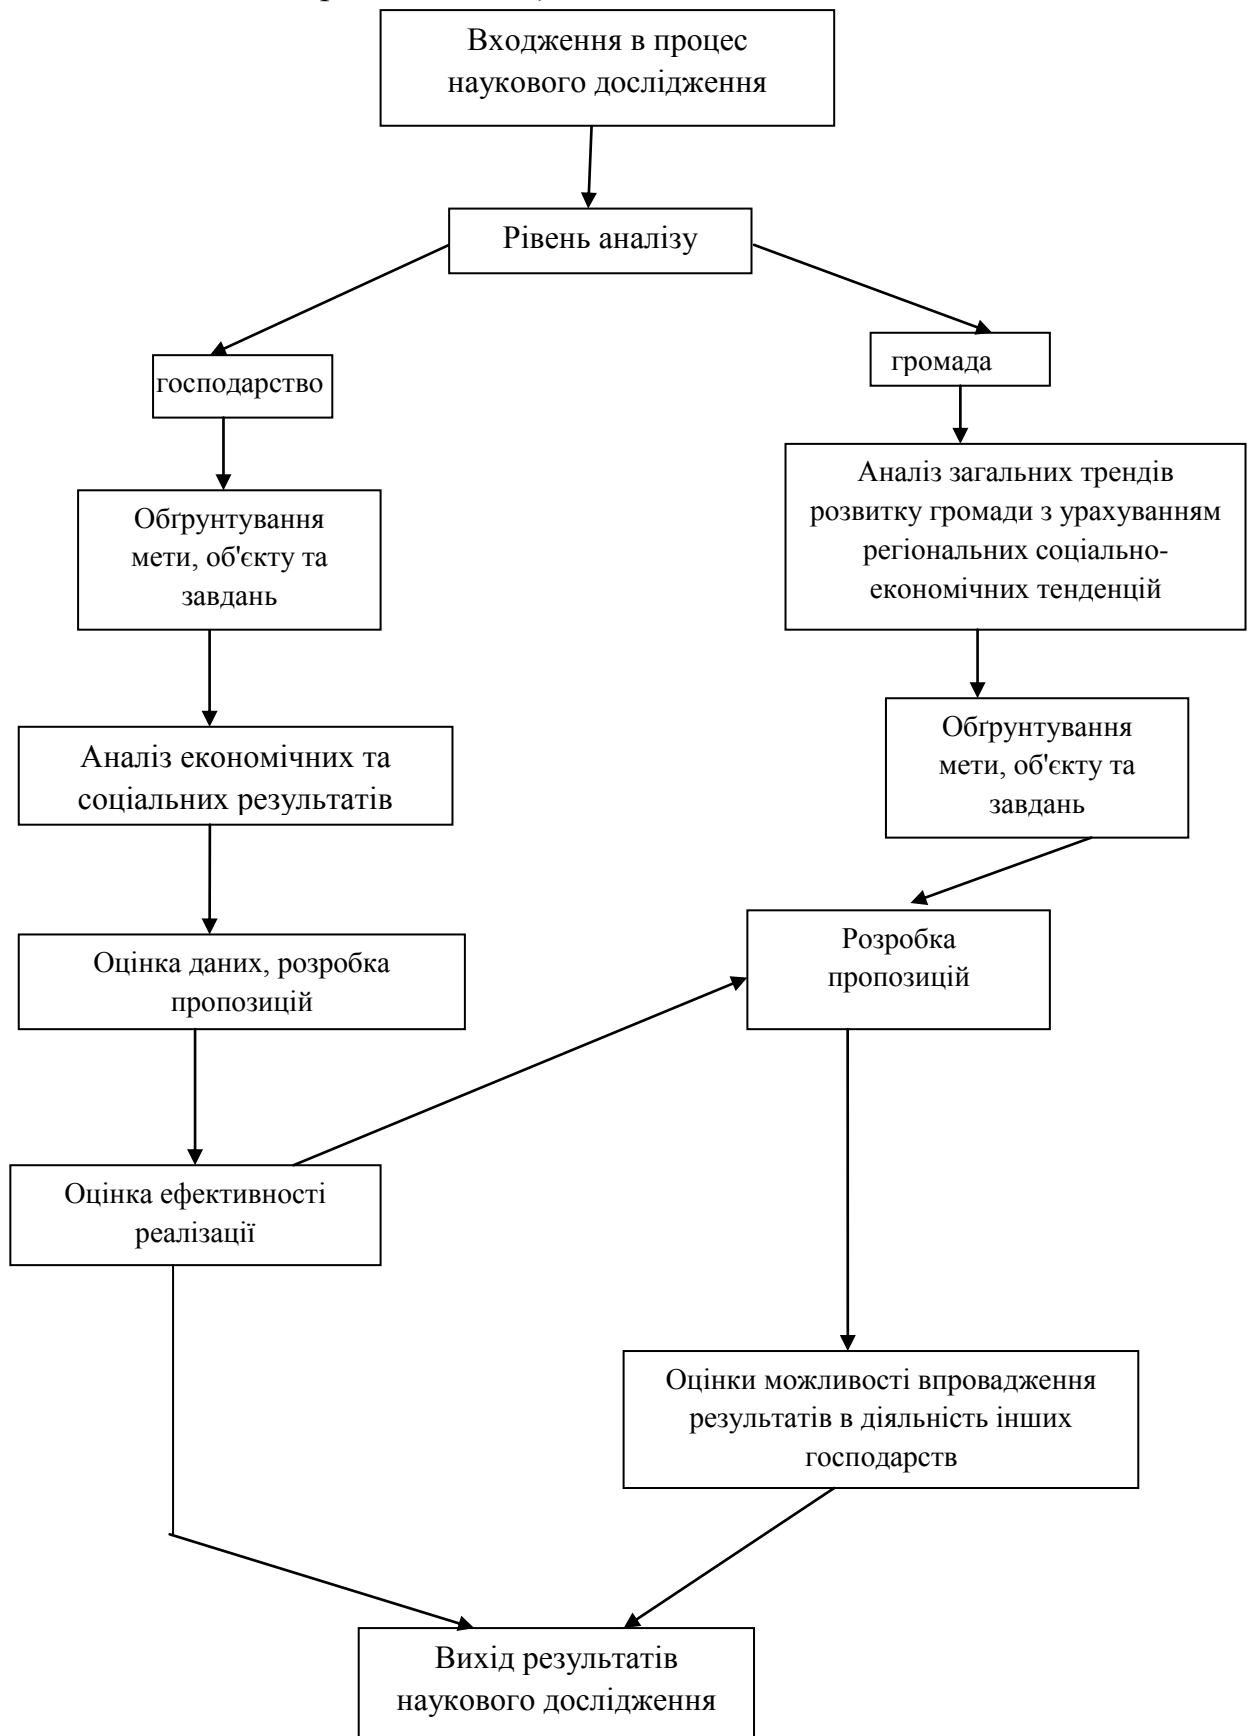 Входження в процес
наукового дослідження
Рівень аналізу
господарство
громада
Аналіз загальних трендів
розвитку громади з урахуванням
регіональних соціально-
економічних тенденцій
Обґрунтування
мети, об'єкту та
завдань
Аналіз економічних та
соціальних результатів
Обґрунтування
мети, об'єкту та
завдань
Оцінка даних, розробка
пропозицій
Розробка
пропозицій
Оцінка ефективності
реалізації
Оцінки можливості впровадження
результатів в діяльність інших
господарств
Вихід результатів
наукового дослідження